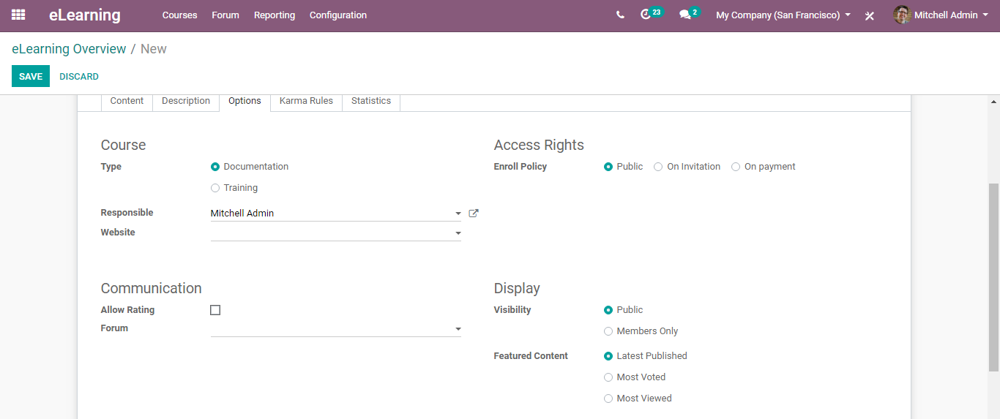 eLearning Courses Forum Reporting Configuration 23 2 My Company (San Francisco) Mitchell Admin
eLearning Overview / New
SAVE DISCARD
Content Description Options Karma Rules Statistics
Course Access Rights
Type Documentation Enroll Policy Public On Invitation On payment
Training
Responsible Mitchell Admin
Website
Communication Display
Allow Rating Visibility Public
Forum
Members Only
Featured Content Latest Published
Most Voted
Most Viewed